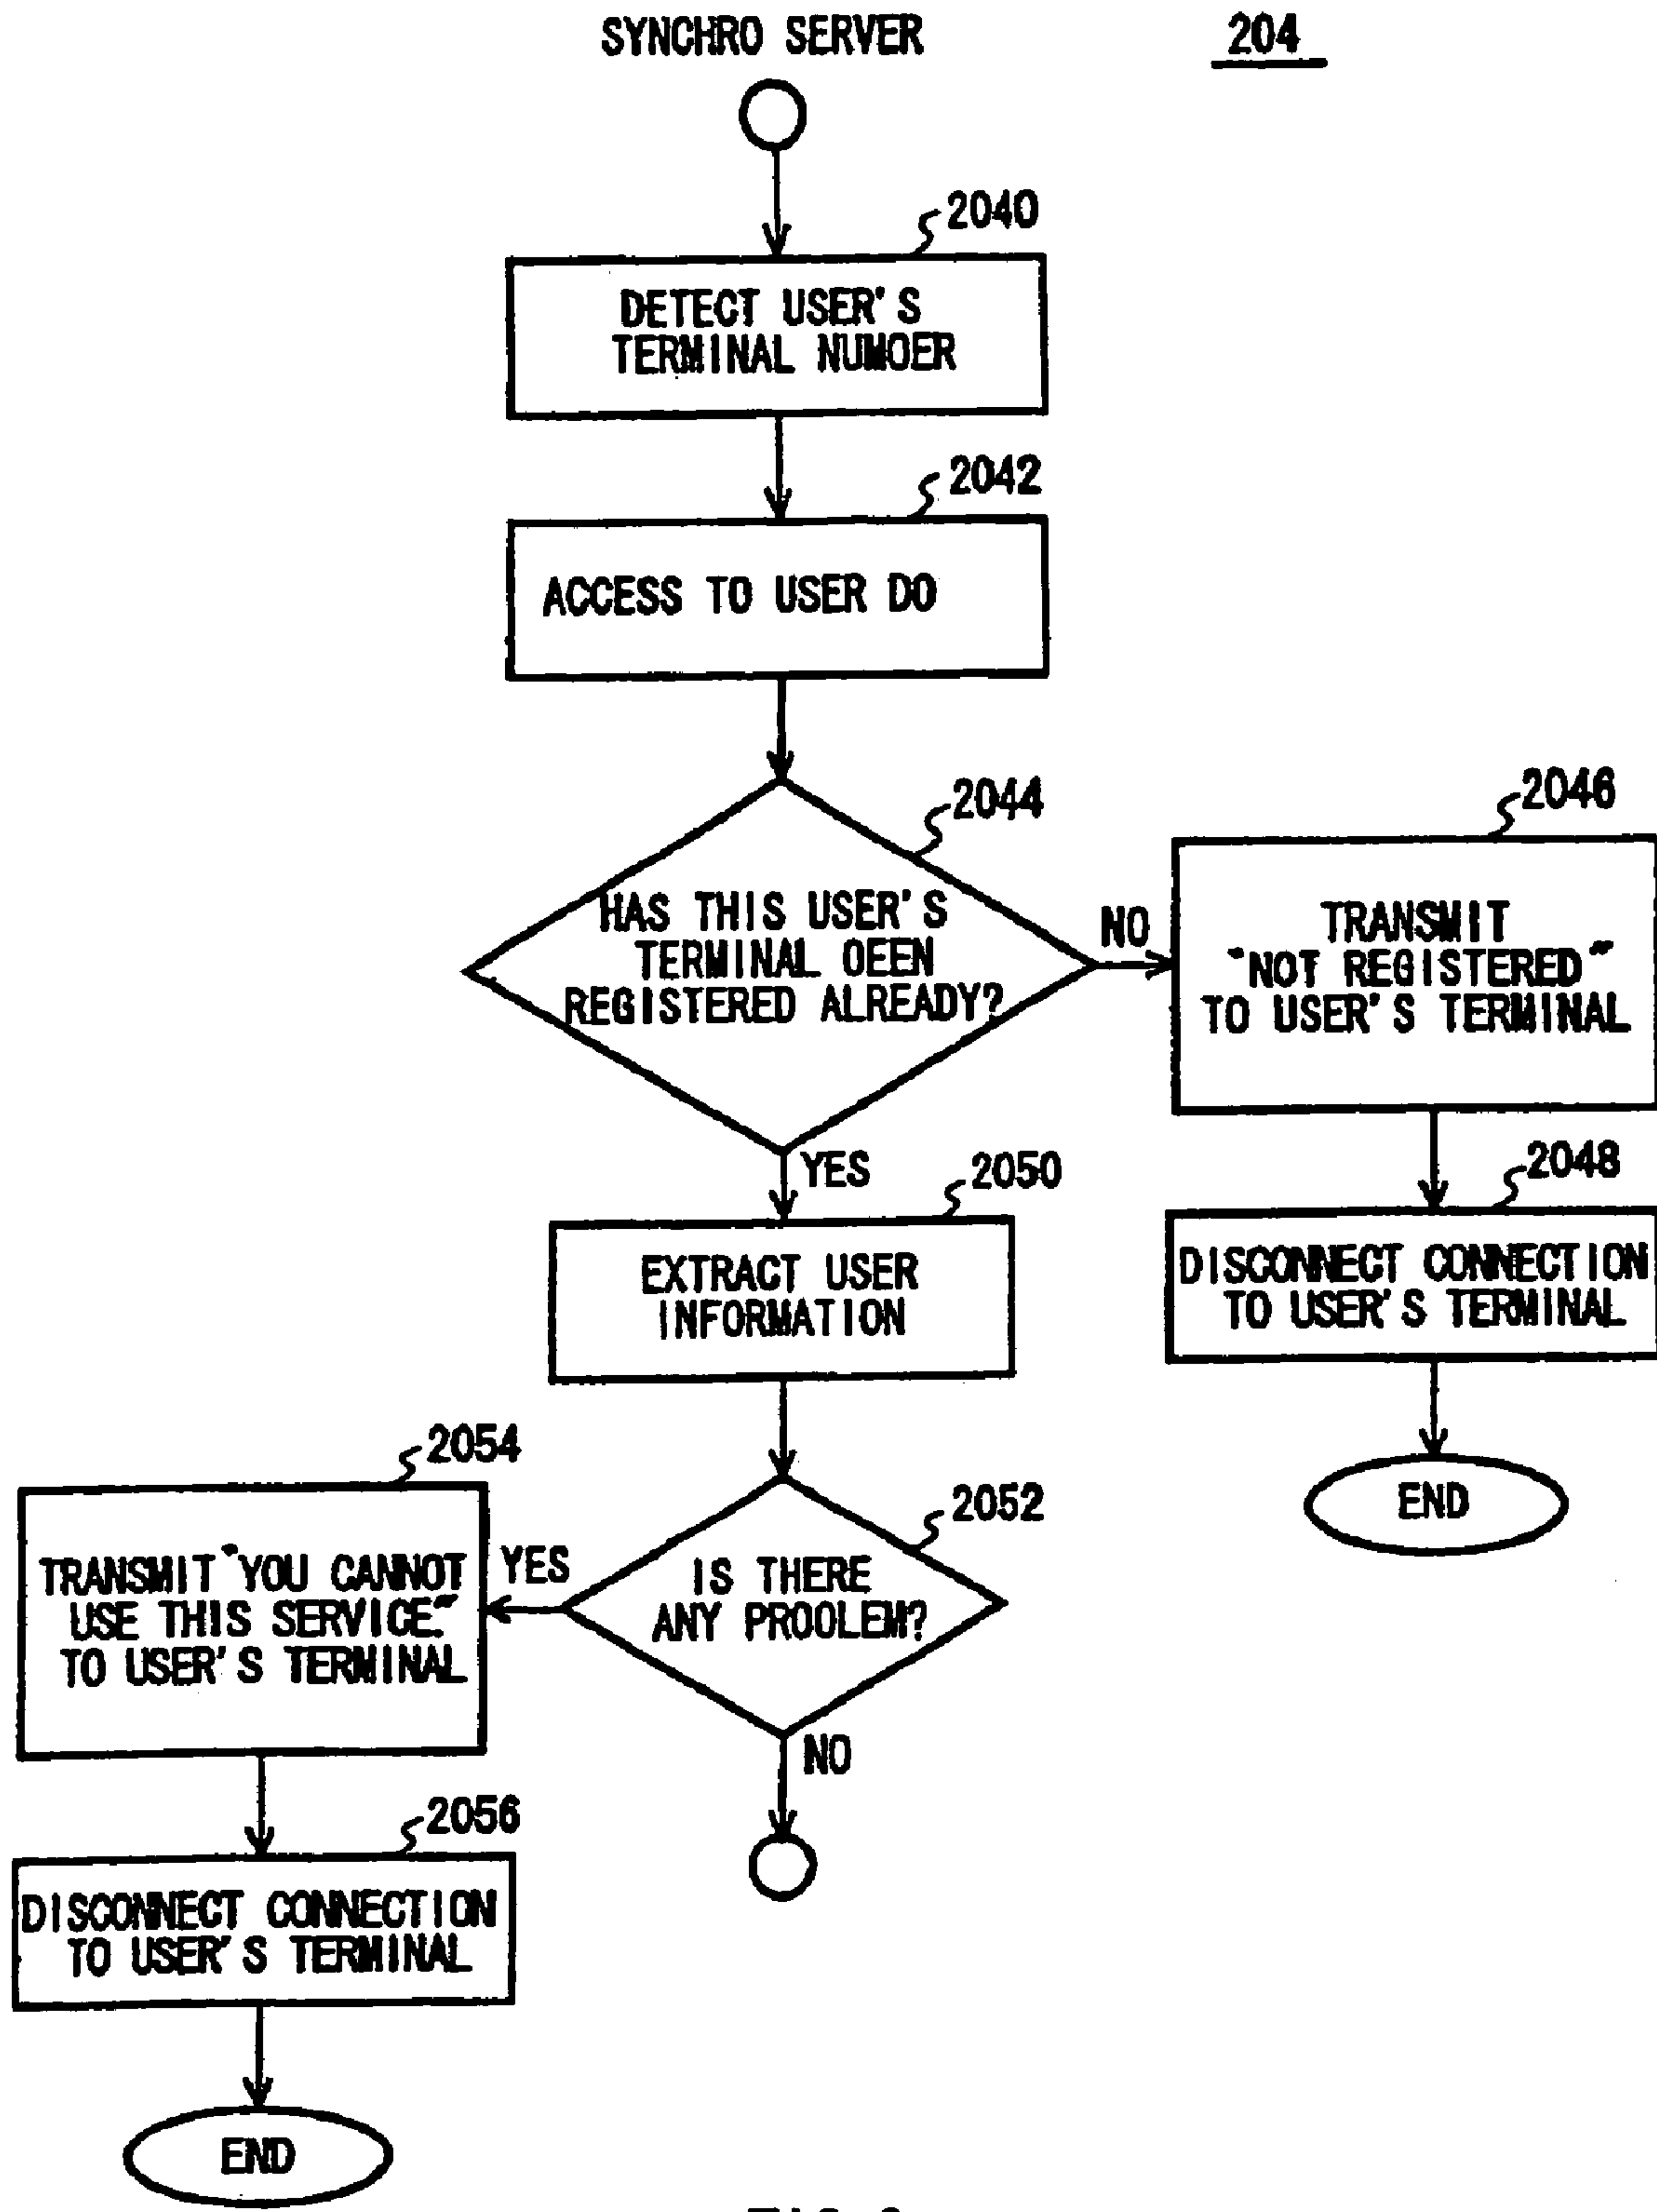 SYNCHRO SERVER
204
2040
DETECT USER'S
TERMINAL NUMOER
2042
ACCESS TO USER DO
2044
HAS THIS USER'S
TERMINAL OEEN
REGISTERED ALREADY?
NO
2046
TRANSMIT
"NOT REGISTERED"
TO USER'S TERMINAL
2048
DISCONNECT CONNECTION
TO USER'S TERMINAL
END
YES
2050
EXTRACT USER
INFORMATION
2052
IS THERE
ANY PROOLEM?
YES
2054
TRANSMIT "YOU CANNOT
USE THIS SERVICE."
TO USER'S TERMINAL
2056
DISCONNECT CONNECTION
TO USER'S TERMINAL
END
NO